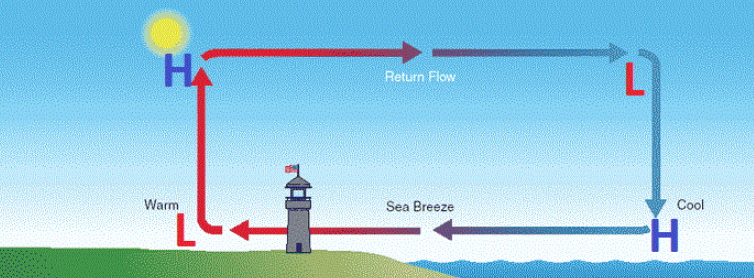 H
Return Flow
L
Warm
Sea Breeze
Cool
L
H